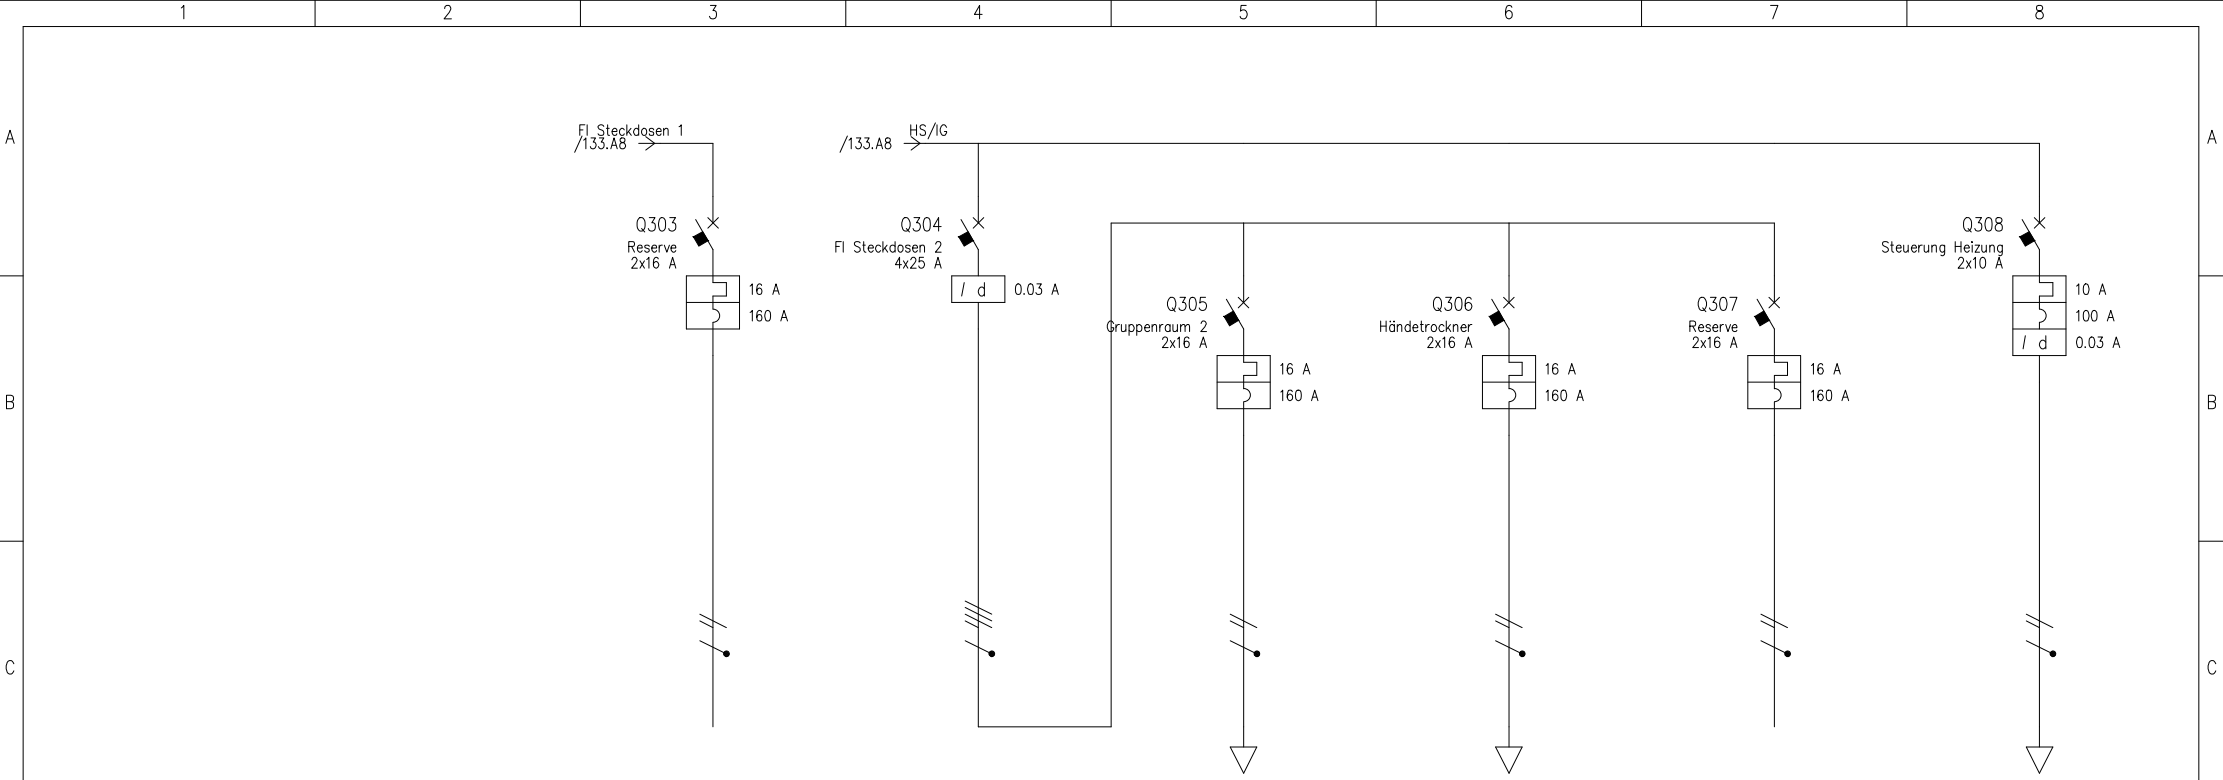 1 2 3 4 5 6 7 8
A A
FI Steckdosen 1
/133.A8
HS/IG
/133.A8
Q303
Reserve
2x16 A
16 A
160 A
Q304
FI Steckdosen 2
4x25 A
I d 0.03 A
Q305
Gruppenraum 2
2x16 A
16 A
160 A
Q306
Händetrockner
2x16 A
16 A
160 A
Q307
Reserve
2x16 A
16 A
160 A
Q308
Steuerung Heizung
2x10 A
10 A
100 A
I d 0.03 A
B B
C C